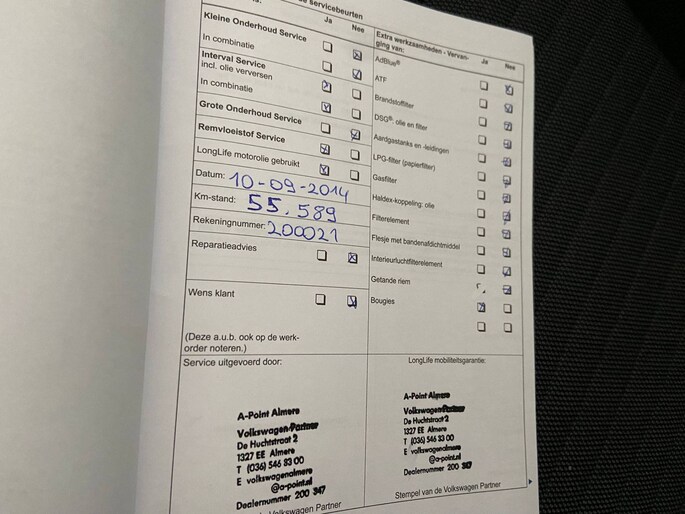 servicebeurten
Ja Nee
Kleine Onderhoud Service
In combinatie
Interval Service
incl. olie verversen
In combinatie
Grote Onderhoud Service
Remvloeistof Service
LongLife motorolie gebruikt
Datum: 10-09-2014
Km-stand: 55.589
Rekeningnummer: 200021
Reparatieadvies
Wens klant
(Deze a.u.b. ook op de werk-
order noteren.)
Extra werkzaamheden - Vervan-
ging van:
Ja Nee
AdBlue®
ATF
Brandstoffilter
DSG®: olie en filter
Aardgastanks en -leidingen
LPG-filter (papierfilter)
Gasfilter
Haldex-koppeling: olie
Filterelement
Flesje met bandenafdichtmiddel
Interieurluchtfilterelement
Getande riem
Bougies
Service uitgevoerd door:
A-Point Almere
Volkswagen-Partner
De Huchtstraat 2
1327 EE Almere
T (036) 546 83 00
E volkswagenalmere
@a-point.nl
Dealernummer 200 347
Volkswagen Partner
LongLife mobiliteitsgarantie:
A-Point Almere
Volkswagen-Partner
De Huchtstraat 2
1327 EE Almere
T (036) 546 83 00
E volkswagenalmere
@a-point.nl
Dealernummer 200 347
Stempel van de Volkswagen Partner